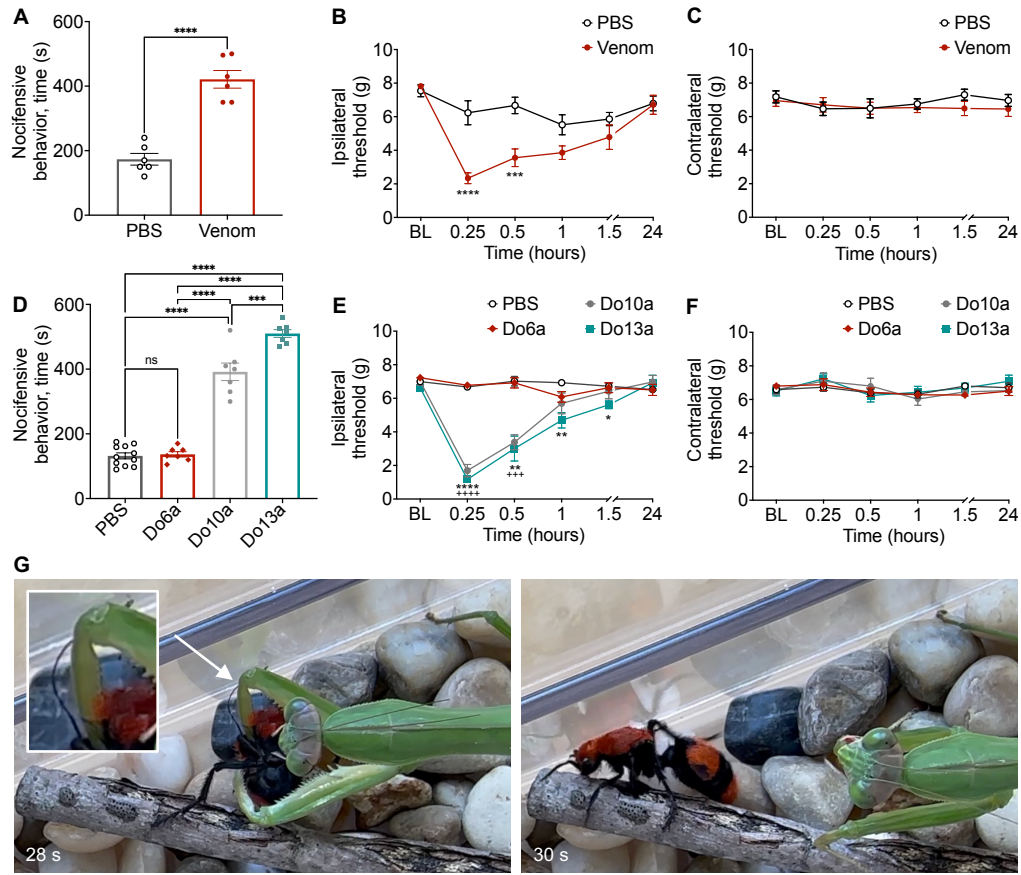 A
Nocifensive
behavior, time (s)
600
400
200
0
****
PBS
Venom
B
PBS
Venom
Ipsilateral
threshold (g)
10
8
6
4
2
0
****
***
BL
0.25
0.5
1
1.5
24
Time (hours)
C
PBS
Venom
Contralateral
threshold (g)
10
8
6
4
2
0
BL
0.25
0.5
1
1.5
24
Time (hours)
D
Nocifensive
behavior, time (s)
600
400
200
0
****
****
****
***
****
ns
PBS
Do6a
Do10a
Do13a
E
PBS
Do6a
Do10a
Do13a
Ipsilateral
threshold (g)
10
8
6
4
2
0
****
++++
**
+++
**
*
BL
0.25
0.5
1
1.5
24
Time (hours)
F
PBS
Do6a
Do10a
Do13a
Contralateral
threshold (g)
10
8
6
4
2
0
BL
0.25
0.5
1
1.5
24
Time (hours)
G
28 s
30 s